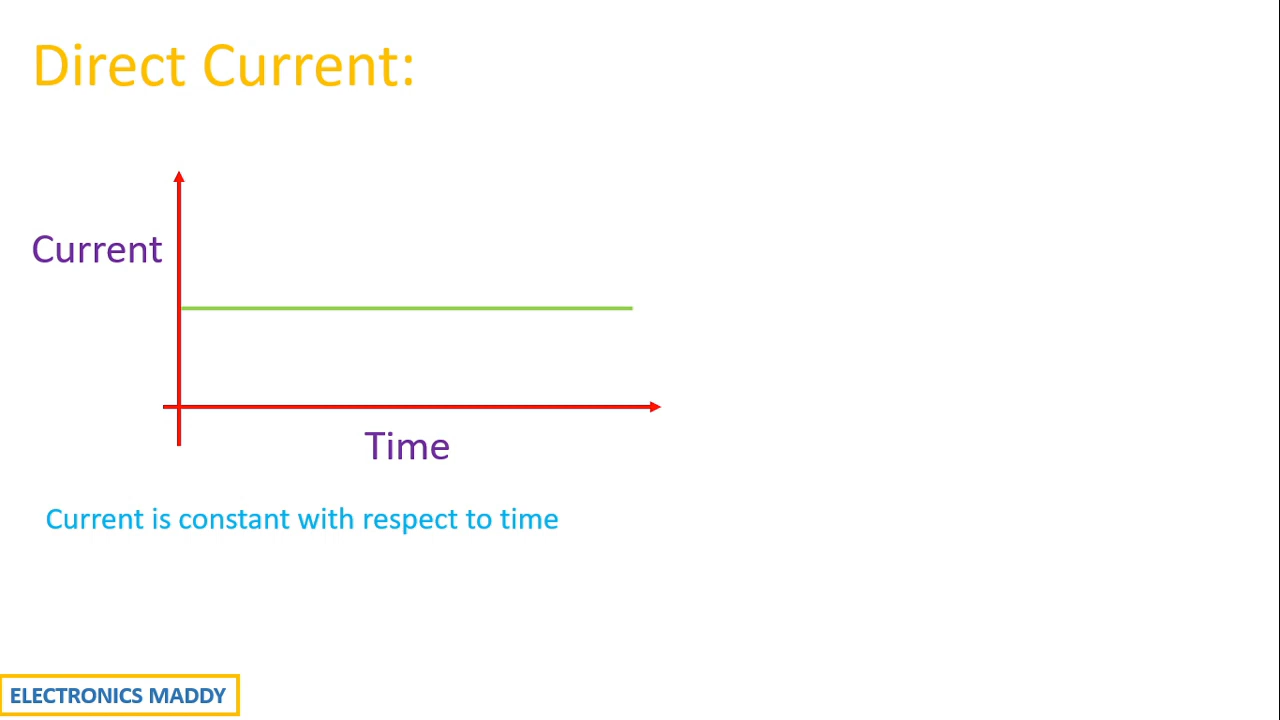 Direct Current:
Current
Time
Current is constant with respect to time
ELECTRONICS MADDY